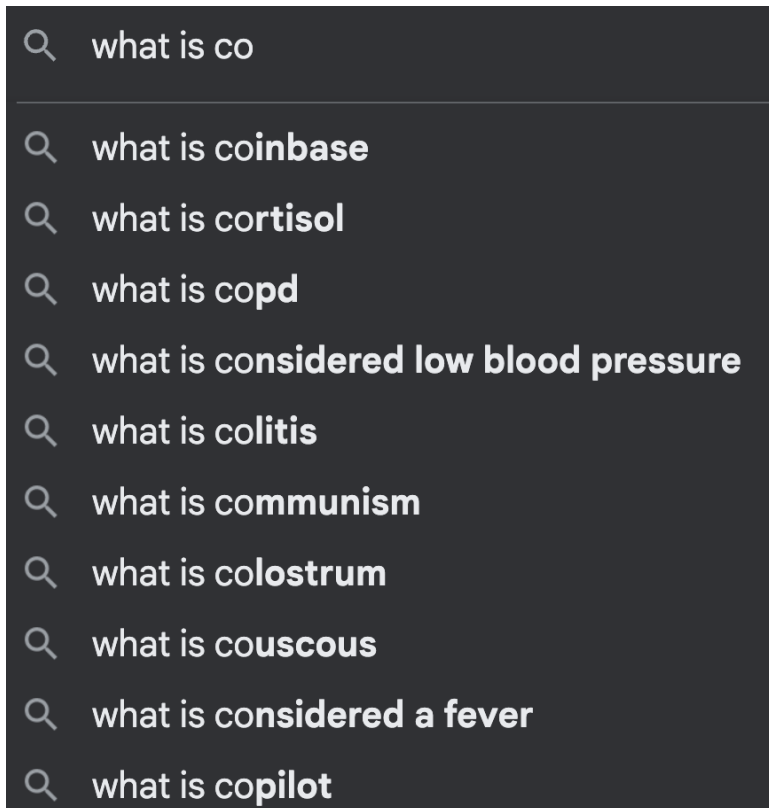 what is co
what is coinbase
what is cortisol
what is copd
what is considered low blood pressure
what is colitis
what is communism
what is colostrum
what is couscous
what is considered a fever
what is copilot